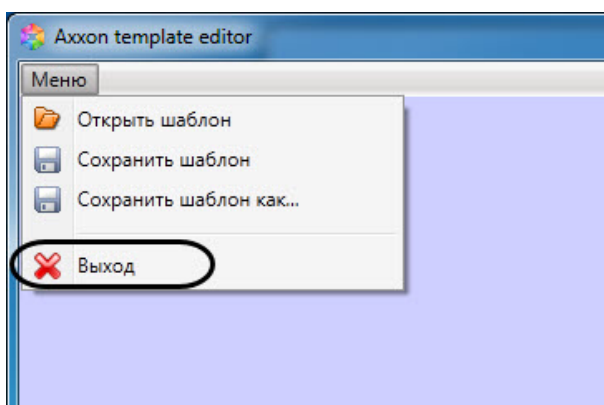 Axxon template editor
Меню
Открыть шаблон
Сохранить шаблон
Сохранить шаблон как...
Выход